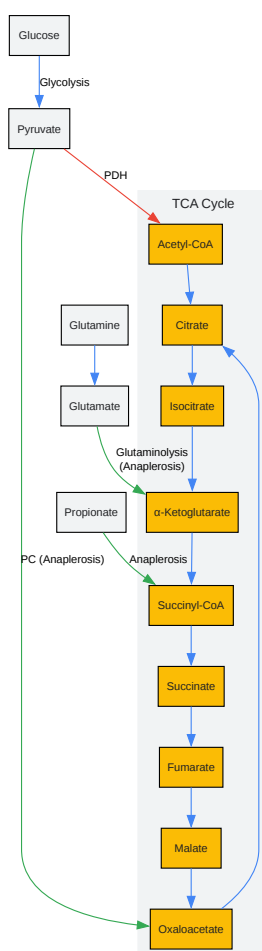 Glucose
Glycolysis
Pyruvate
PDH
TCA Cycle
Acetyl-CoA
Glutamine
Citrate
Glutamate
Isocitrate
Glutaminolysis
(Anaplerosis)
Propionate
α-Ketoglutarate
PC (Anaplerosis)
Anaplerosis
Succinyl-CoA
Succinate
Fumarate
Malate
Oxaloacetate